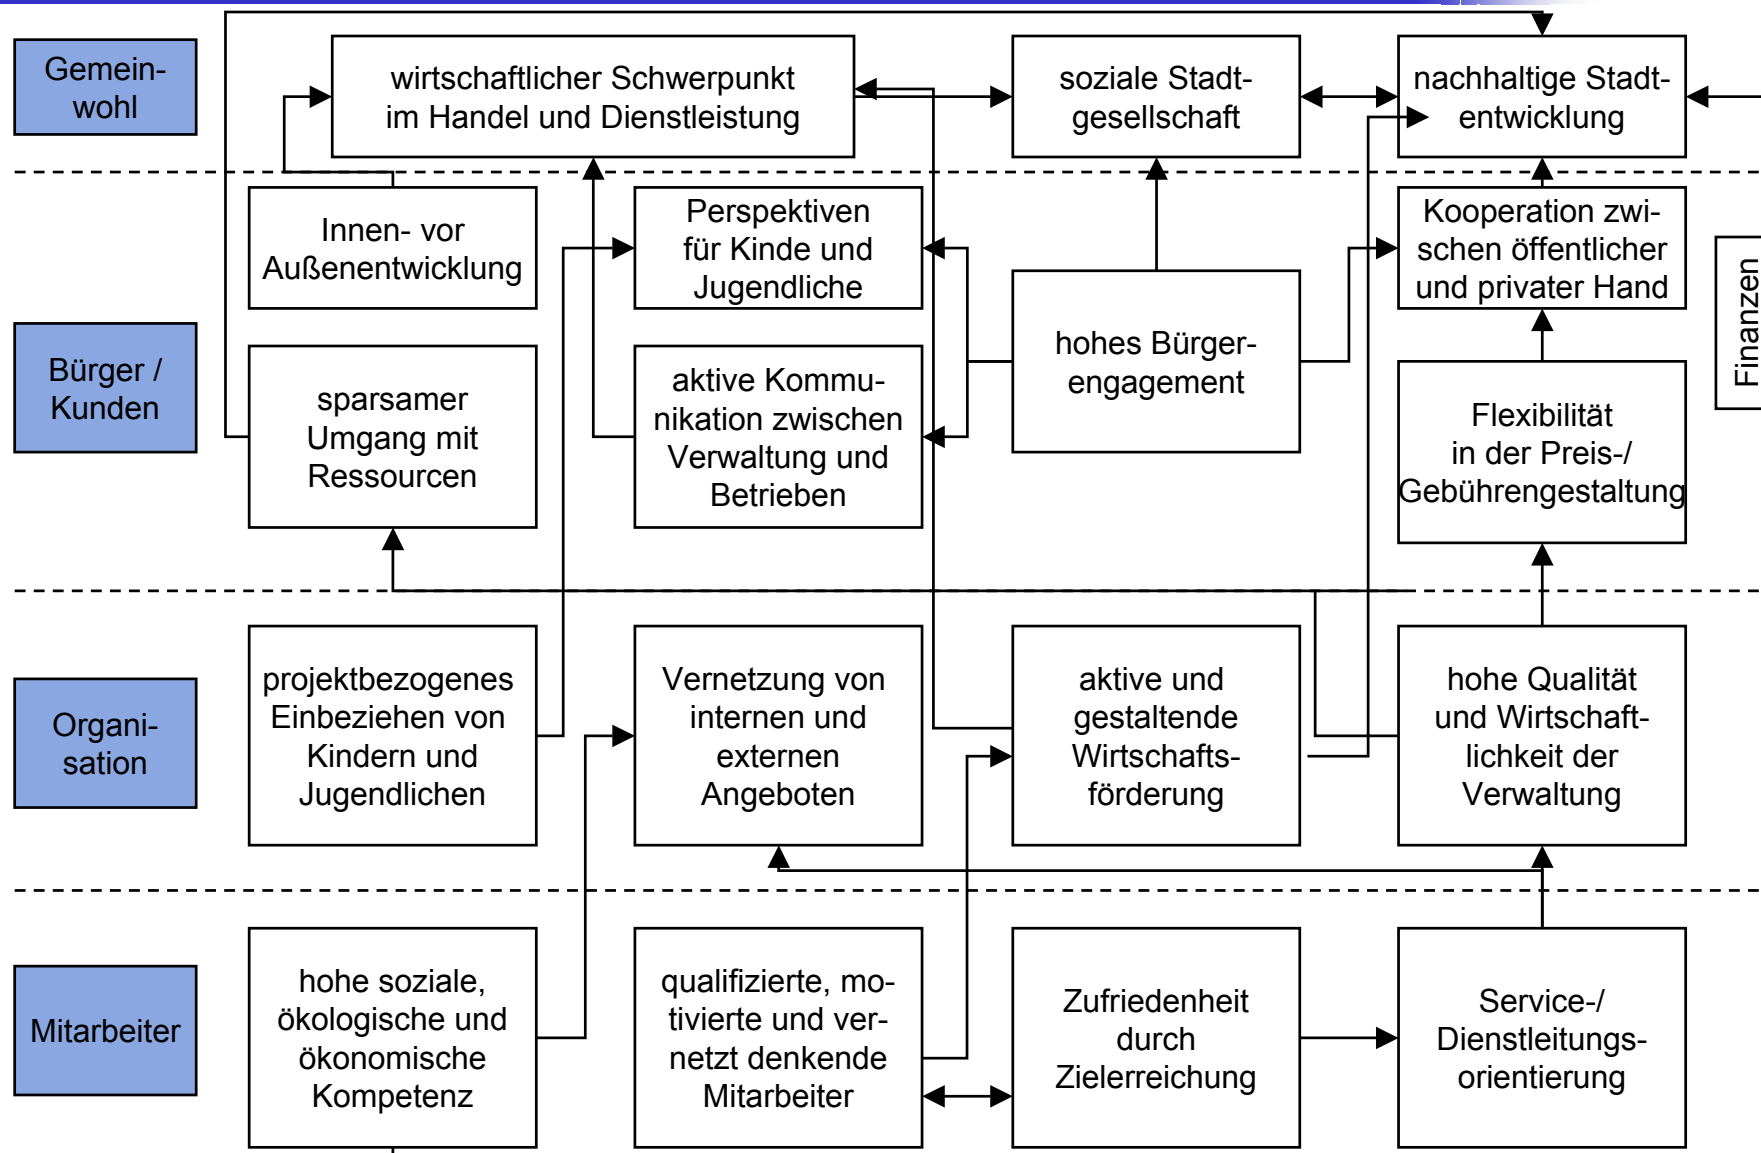 Gemein-
wohl
wirtschaftlicher Schwerpunkt
im Handel und Dienstleistung
soziale Stadt-
gesellschaft
nachhaltige Stadt-
entwicklung
Bürger /
Kunden
Innen- vor
Außenentwicklung
Perspektiven
für Kinde und
Jugendliche
Kooperation zwi-
schen öffentlicher
und privater Hand
hohes Bürger-
engagement
sparsamer
Umgang mit
Ressourcen
aktive Kommu-
nikation zwischen
Verwaltung und
Betrieben
Flexibilität
in der Preis-/
Gebührengestaltung
Finanzen
Organi-
sation
projektbezogenes
Einbeziehen von
Kindern und
Jugendlichen
Vernetzung von
internen und
externen
Angeboten
aktive und
gestaltende
Wirtschafts-
förderung
hohe Qualität
und Wirtschaft-
lichkeit der
Verwaltung
Mitarbeiter
hohe soziale,
ökologische und
ökonomische
Kompetenz
qualifizierte, mo-
tivierte und ver-
netzt denkende
Mitarbeiter
Zufriedenheit
durch
Zielerreichung
Service-/
Dienstleitungs-
orientierung